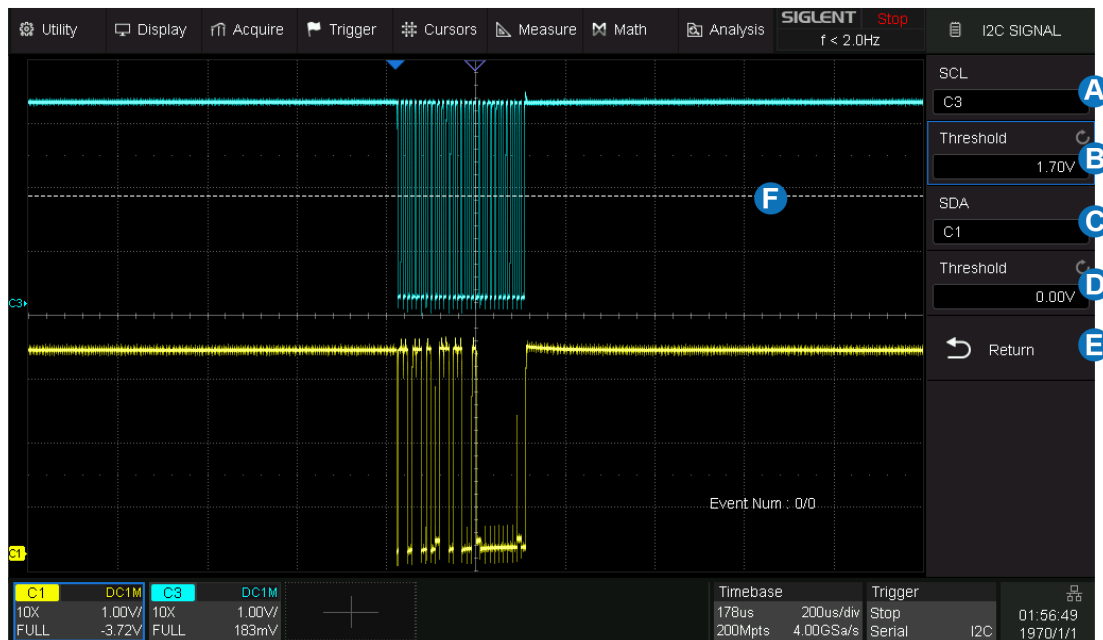 Utility Display Acquire Trigger Cursors Measure Math Analysis SIGLENT Stop
f < 2.0Hz
I2C SIGNAL
SCL
C3
A
Threshold
1.70V
B
SDA
C1
C
Threshold
0.00V
D
Return
E
F
C3
C1
Event Num : 0/0
C1 DC1M
10X 1.00V/
FULL -3.72V
C3 DC1M
10X 1.00V/
FULL 183mV
Timebase
178us 200us/div
200Mpts 4.00GSa/s
Trigger
Stop
Serial I2C
01:56:49
1970/1/1